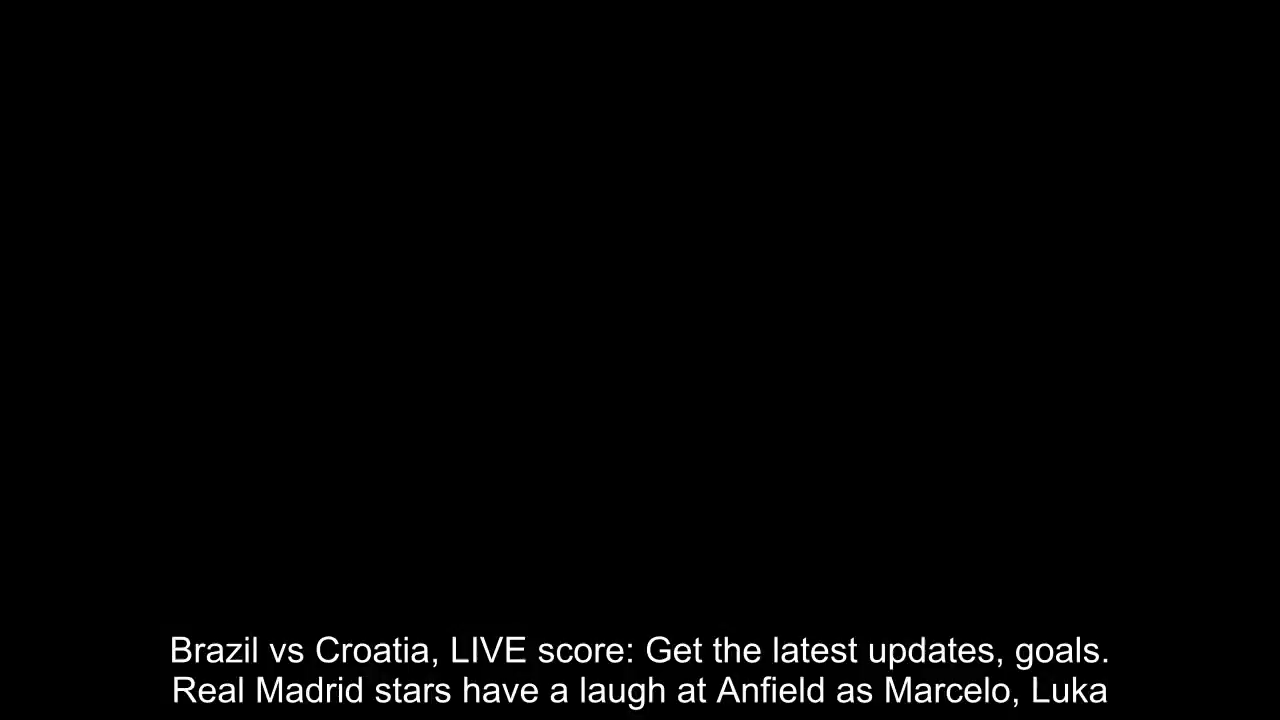 Brazil vs Croatia, LIVE score: Get the latest updates, goals.
Real Madrid stars have a laugh at Anfield as Marcelo, Luka